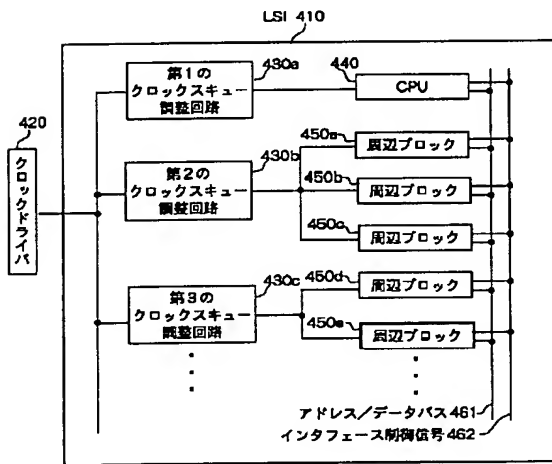 LSI 410
420
クロックドライバ
第1の
クロックスキュー
調整回路
430a
440
CPU
第2の
クロックスキュー
調整回路
430b
450a
周辺ブロック
450b
周辺ブロック
450c
周辺ブロック
第3の
クロックスキュー
調整回路
430c
450d
周辺ブロック
450e
周辺ブロック
アドレス/データバス461
インタフェース制御信号462